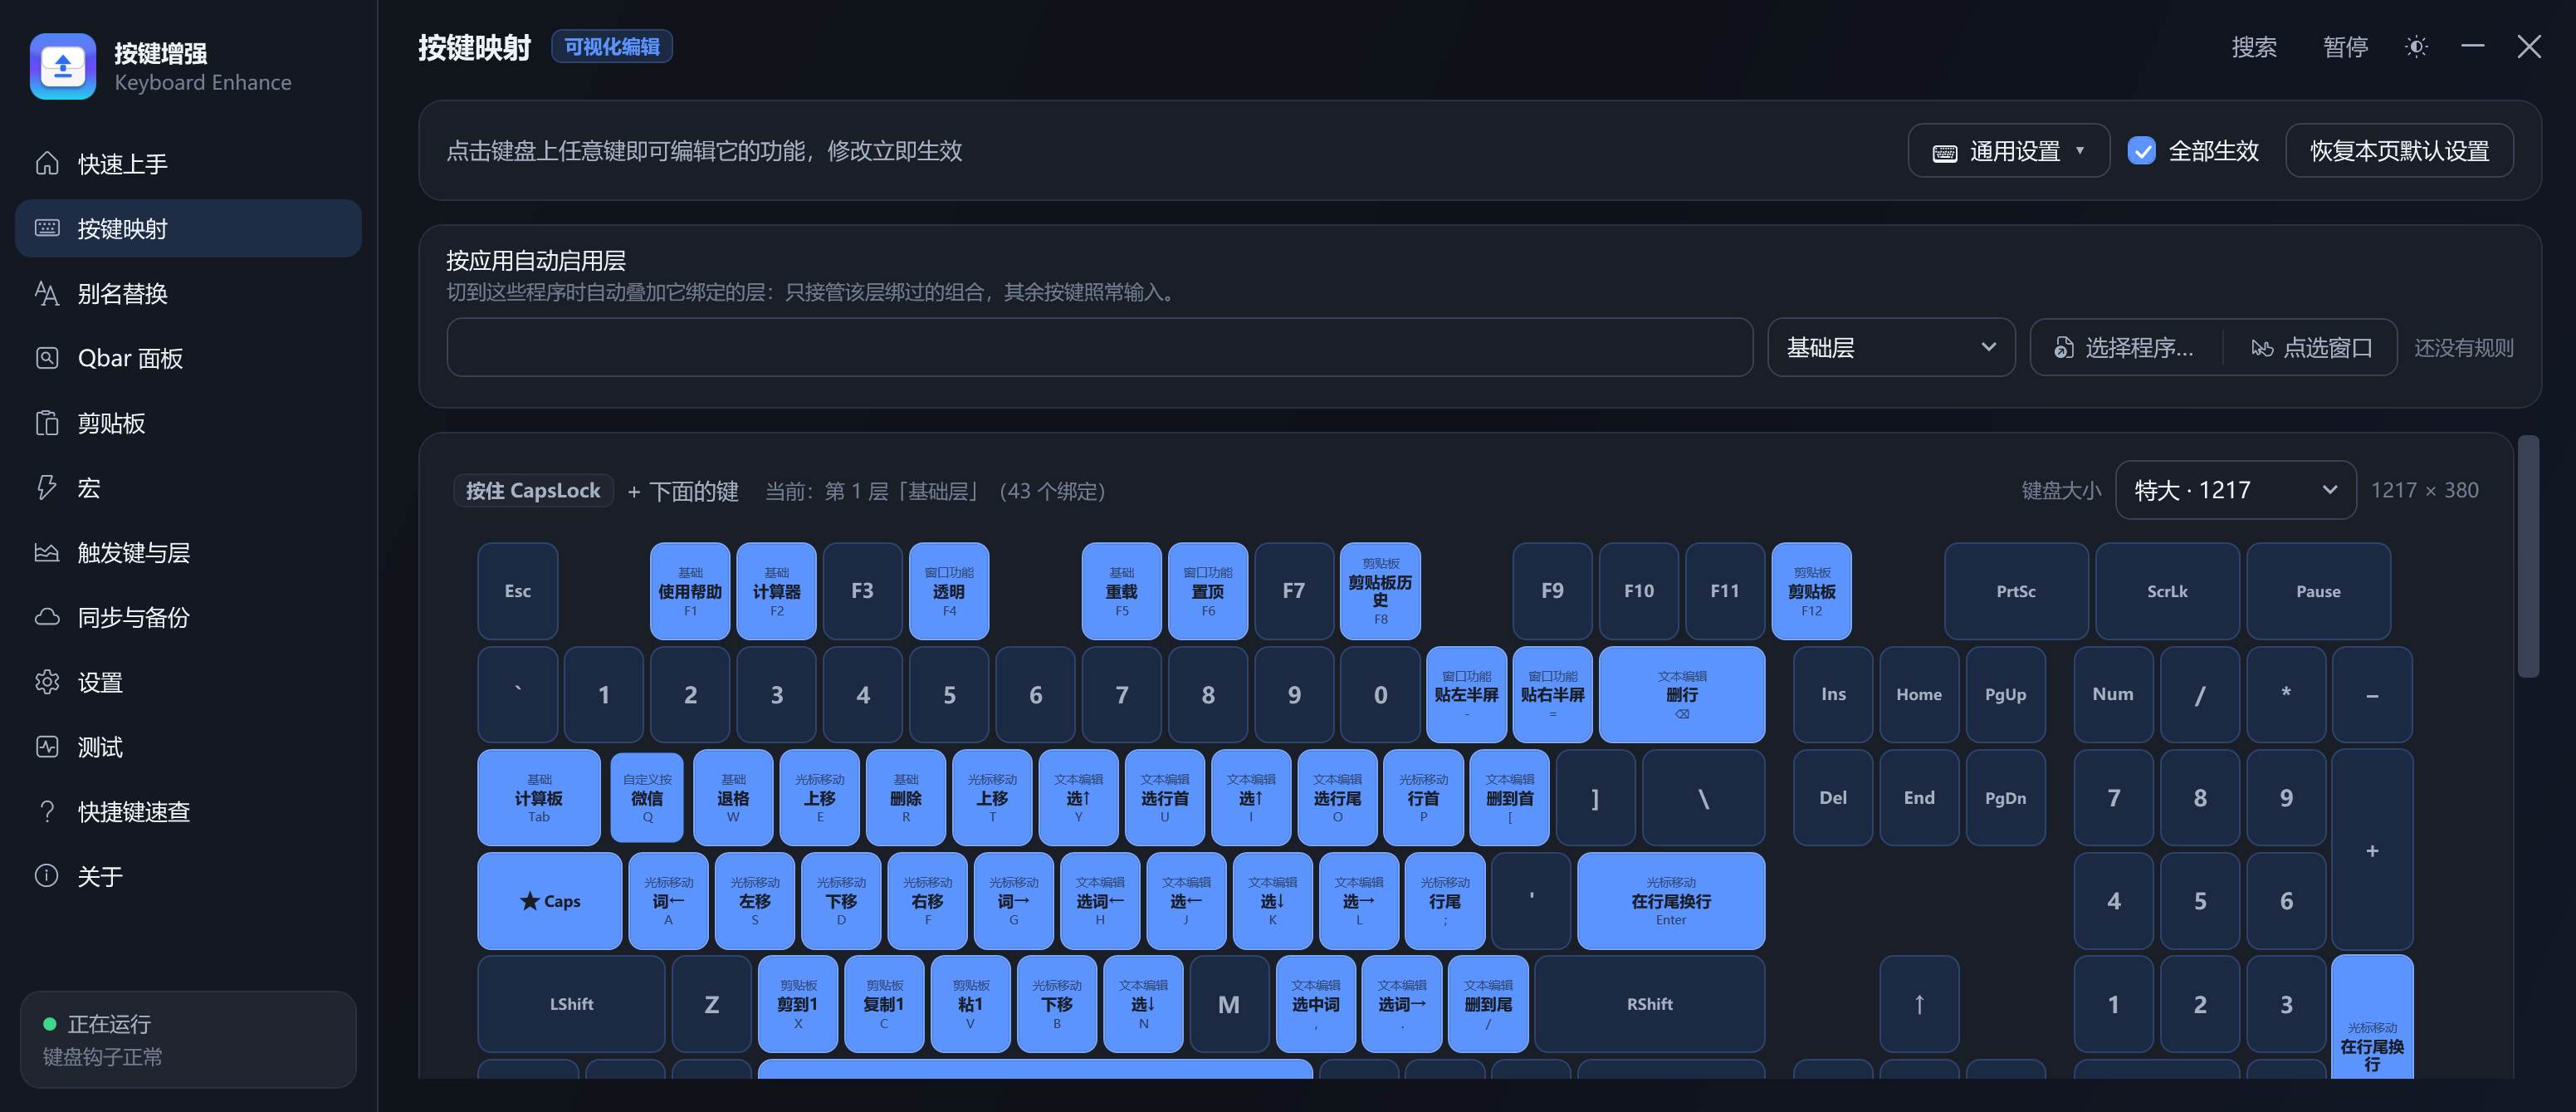 按键增强
Keyboard Enhance
快速上手
按键映射
别名替换
Qbar 面板
剪贴板
宏
触发键与层
同步与备份
设置
测试
快捷键速查
关于
正在运行
键盘钩子正常
按键映射 可视化编辑 搜索 暂停
点击键盘上任意键即可编辑它的功能，修改立即生效 通用设置 ▼ 全部生效 恢复本页默认设置
按应用自动启用层
切到这些程序时自动叠加它绑定的层：只接管该层绑过的组合，其余按键照常输入。
基础层 选择程序... 点选窗口 还没有规则
按住 CapsLock + 下面的键 当前：第 1 层「基础层」（43 个绑定） 键盘大小 特大 · 1217 1217 × 380
Esc
基础
使用帮助
F1
基础
计算器
F2
F3
窗口功能
透明
F4
基础
重载
F5
窗口功能
置顶
F6
F7
剪贴板
剪贴板历
史
F8
F9
F10
F11
剪贴板
剪贴板
F12
PrtSc
ScrLk
Pause
`
1
2
3
4
5
6
7
8
9
0
窗口功能
贴左半屏
-
窗口功能
贴右半屏
=
文本编辑
删行
⌫
Ins
Home
PgUp
Num
/
*
−
基础
计算板
Tab
自定义按
微信
Q
基础
退格
W
光标移动
上移
E
基础
删除
R
光标移动
上移
T
文本编辑
选↑
Y
文本编辑
选行首
U
文本编辑
选↑
I
文本编辑
选行尾
O
光标移动
行首
P
文本编辑
删到首
[
]
\
Del
End
PgDn
7
8
9
+
★ Caps
光标移动
词←
A
光标移动
左移
S
光标移动
下移
D
光标移动
右移
F
光标移动
词→
G
文本编辑
选词←
H
文本编辑
选←
J
文本编辑
选↓
K
文本编辑
选→
L
光标移动
行尾
;
'
光标移动
在行尾换行
Enter
4
5
6
LShift
Z
剪贴板
剪到1
X
剪贴板
复制1
C
剪贴板
粘1
V
光标移动
下移
B
文本编辑
选↓
N
M
文本编辑
选中词
,
文本编辑
选词→
.
文本编辑
删到尾
/
RShift
↑
1
2
3
光标移动
在行尾换
行